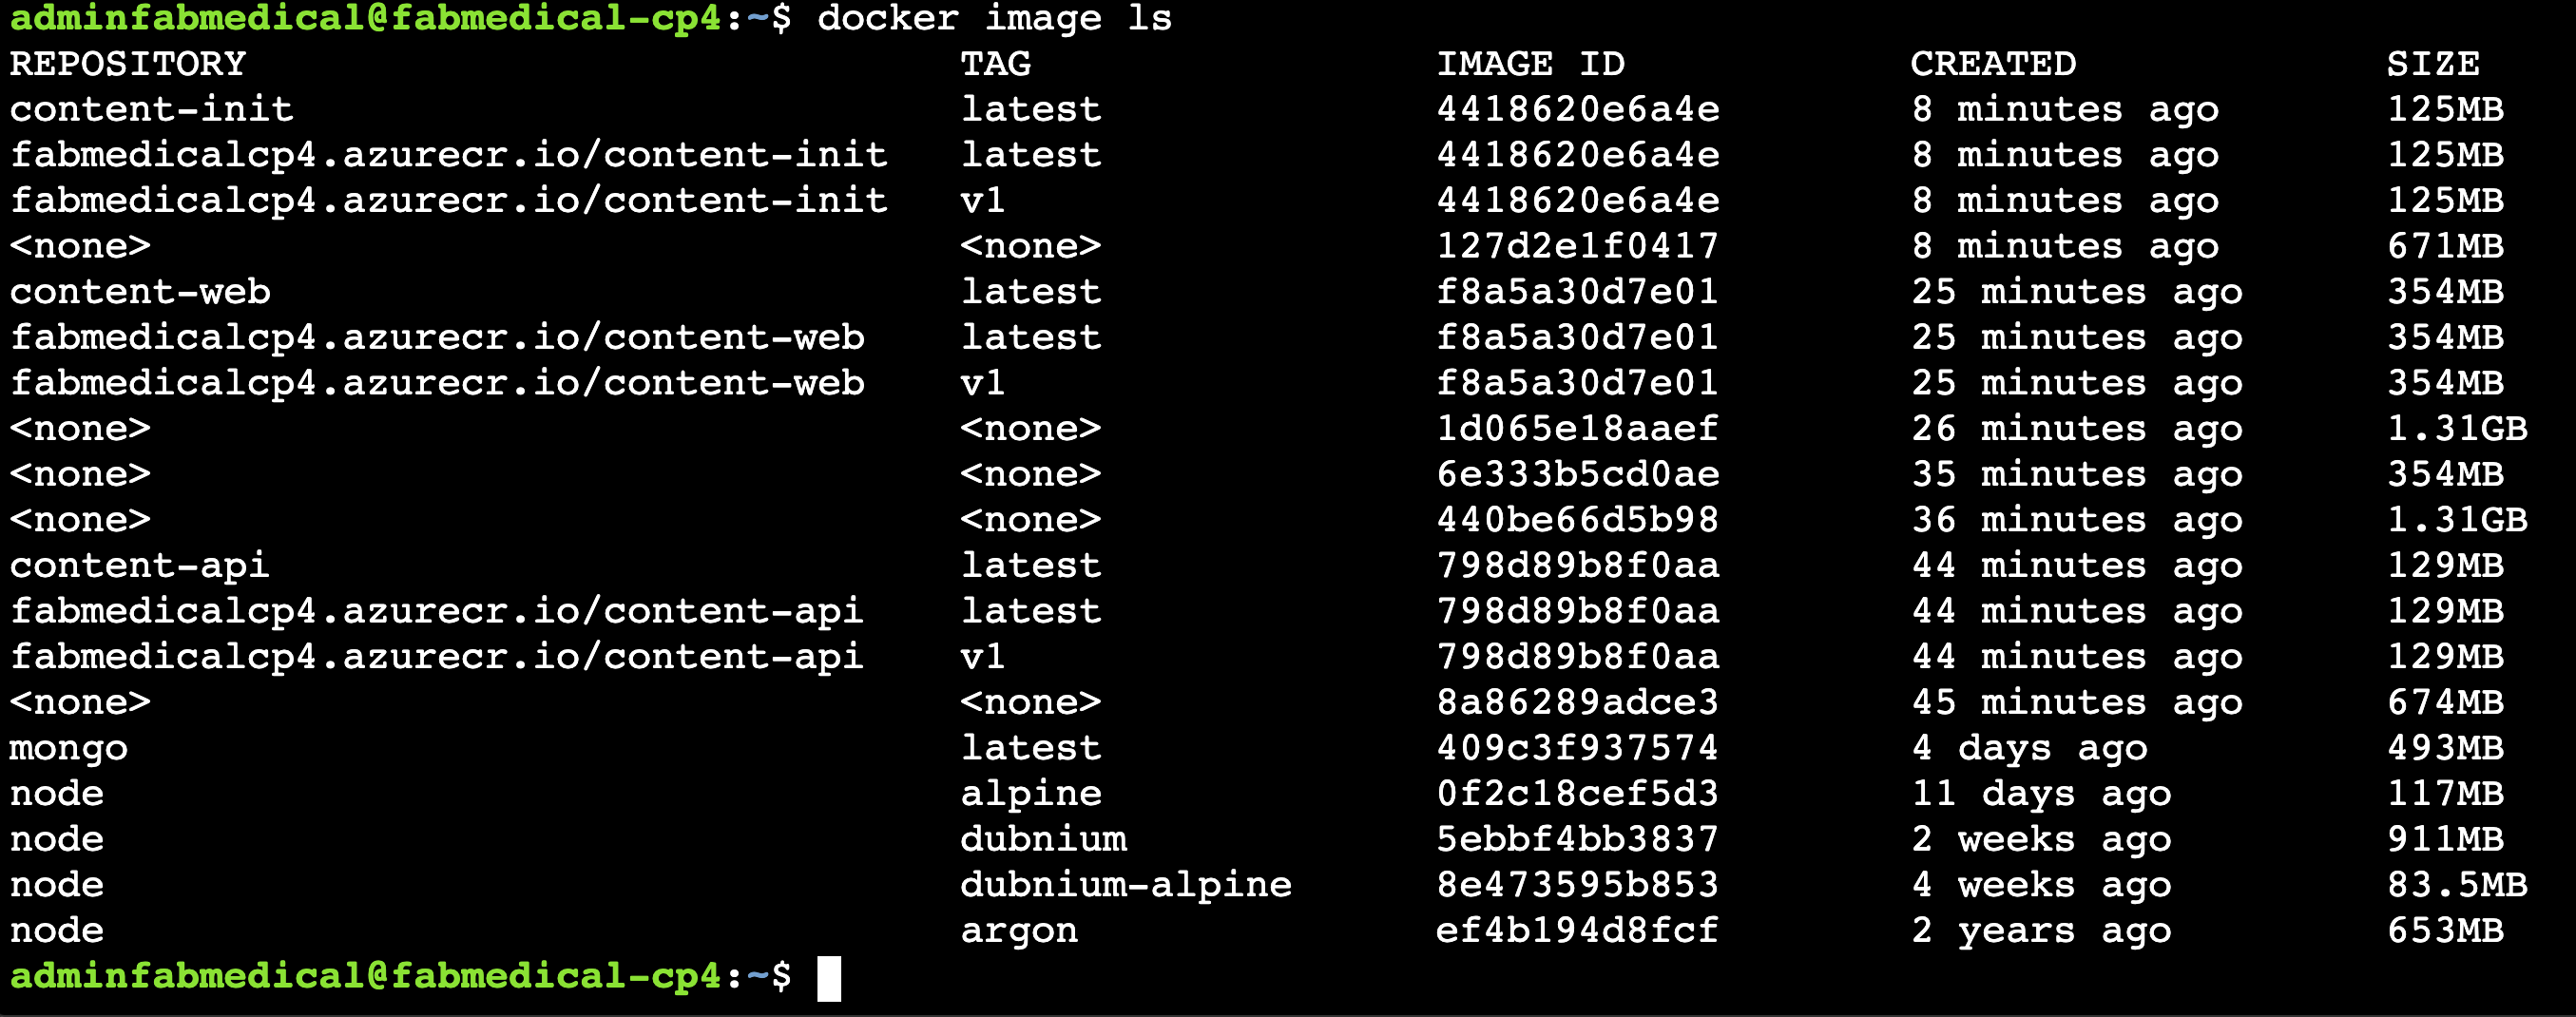 adminfabmedical@fabmedical-cp4:~$ docker image ls
REPOSITORY TAG IMAGE ID CREATED SIZE
content-init latest 4418620e6a4e 8 minutes ago 125MB
fabmedicalcp4.azurecr.io/content-init latest 4418620e6a4e 8 minutes ago 125MB
fabmedicalcp4.azurecr.io/content-init v1 4418620e6a4e 8 minutes ago 125MB
<none> <none> 127d2e1f0417 8 minutes ago 671MB
content-web latest f8a5a30d7e01 25 minutes ago 354MB
fabmedicalcp4.azurecr.io/content-web latest f8a5a30d7e01 25 minutes ago 354MB
fabmedicalcp4.azurecr.io/content-web v1 f8a5a30d7e01 25 minutes ago 354MB
<none> <none> 1d065e18aaef 26 minutes ago 1.31GB
<none> <none> 6e333b5cd0ae 35 minutes ago 354MB
<none> <none> 440be66d5b98 36 minutes ago 1.31GB
content-api latest 798d89b8f0aa 44 minutes ago 129MB
fabmedicalcp4.azurecr.io/content-api latest 798d89b8f0aa 44 minutes ago 129MB
fabmedicalcp4.azurecr.io/content-api v1 798d89b8f0aa 44 minutes ago 129MB
<none> <none> 8a86289adce3 45 minutes ago 674MB
mongo latest 409c3f937574 4 days ago 493MB
node alpine 0f2c18cef5d3 11 days ago 117MB
node dubnium 5ebbf4bb3837 2 weeks ago 911MB
node dubnium-alpine 8e473595b853 4 weeks ago 83.5MB
node argon ef4b194d8fcf 2 years ago 653MB
adminfabmedical@fabmedical-cp4:~$